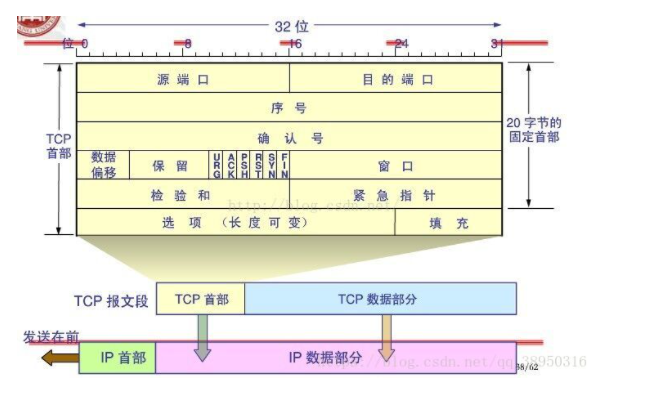 32 位
位 0 8 16 24 31
源 端 口 目 的 端 口
序 号
TCP 首部
确 认 号
20 字节的 固定首部
数据 偏移 保 留 URG ACK PSH RST SYN FIN 窗 口
检 验 和 紧 急 指 针
http://blog.csdn.net/
选 项 (长 度 可 变) 填 充
TCP 报文段 TCP 首部 TCP 数据部分
发送在前
IP 首部 IP 数据部分
http://blog.csdn.net/qq_38950316
38/62